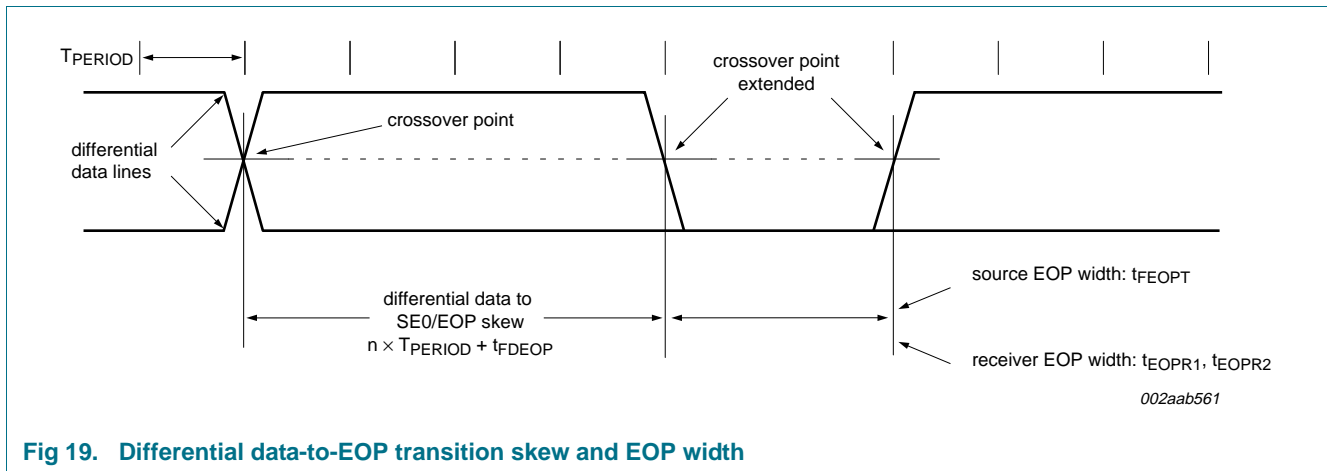 TPERIOD
crossover point
extended
crossover point
differential
data lines
differential data to
SE0/EOP skew
n × TPERIOD + tFDEOP
source EOP width: tFEOPT
receiver EOP width: tEOPR1, tEOPR2
002aab561
Fig 19. Differential data-to-EOP transition skew and EOP width